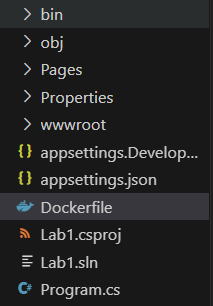 bin
obj
Pages
Properties
wwwroot
appsettings.Develop...
appsettings.json
Dockerfile
Lab1.csproj
Lab1.sln
Program.cs